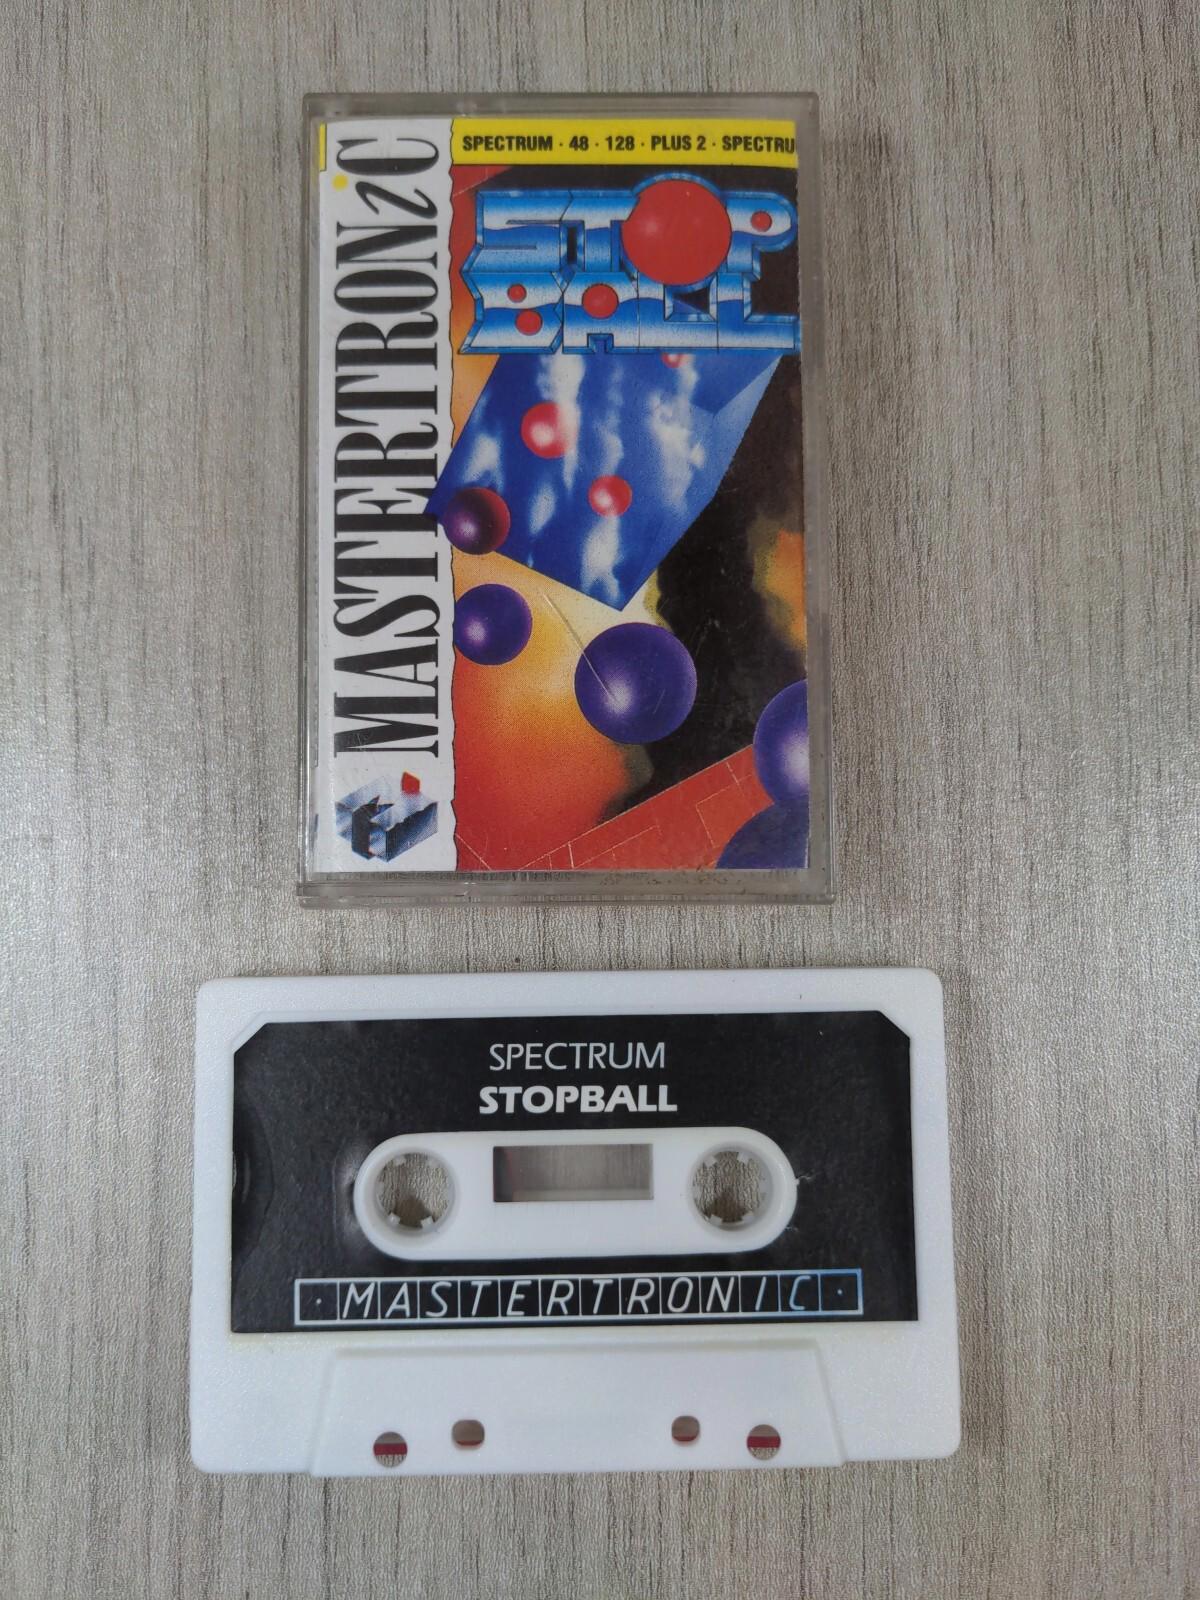 SPECTRUM · 48 · 128 · PLUS 2 · SPECTRU
MASTERTRONiC
STOP
BALL
SPECTRUM
STOPBALL
· MASTERTRONIC ·